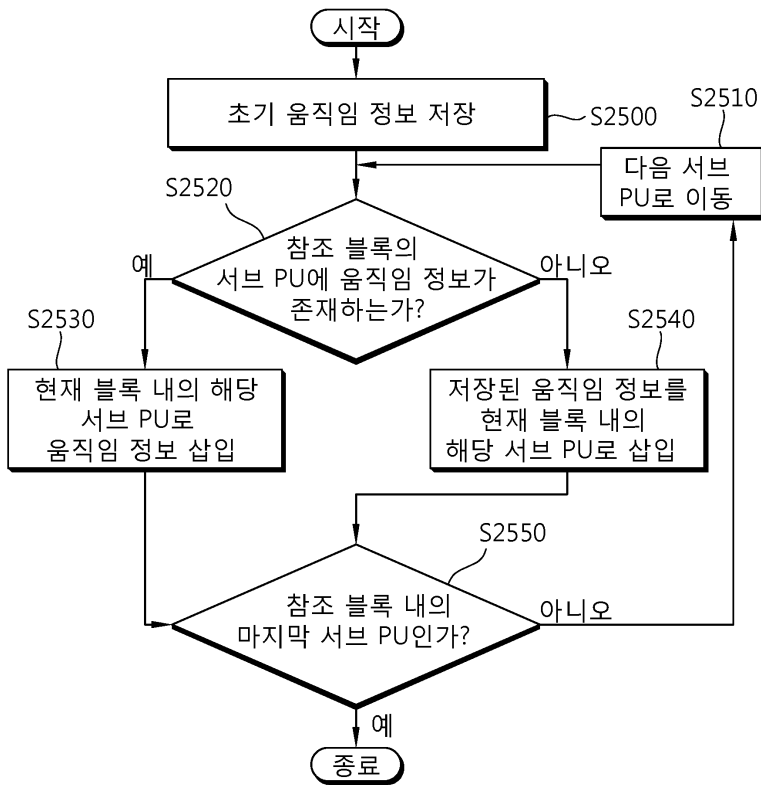 시작
초기 움직임 정보 저장
S2500
S2510
다음 서브
PU로 이동
S2520
참조 블록의
서브 PU에 움직임 정보가
존재하는가?
예
아니오
S2530
현재 블록 내의 해당
서브 PU로
움직임 정보 삽입
S2540
저장된 움직임 정보를
현재 블록 내의
해당 서브 PU로 삽입
S2550
참조 블록 내의
마지막 서브 PU인가?
아니오
예
종료